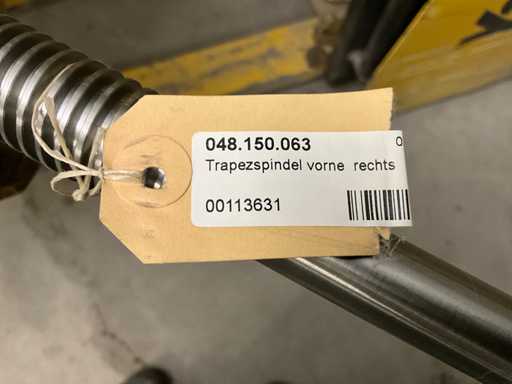 048.150.063
Trapezspindel vorne rechts
00113631